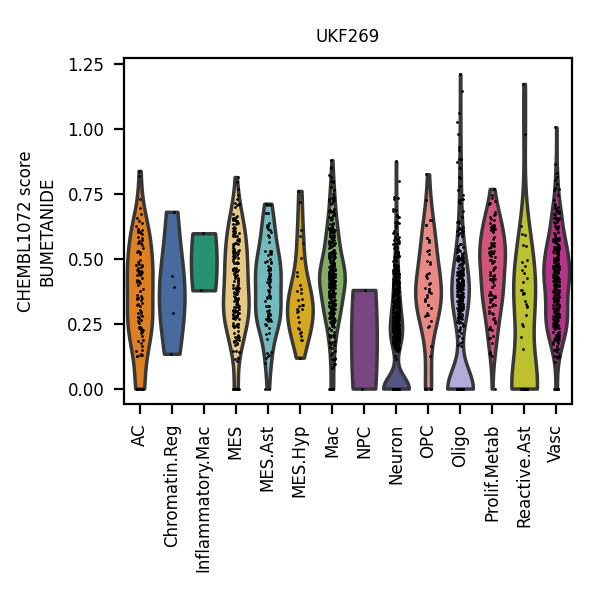 UKF269
CHEMBL1072 score
BUMETANIDE
1.25
1.00
0.75
0.50
0.25
0.00
AC
Chromatin.Reg
Inflammatory.Mac
MES
MES.Ast
MES.Hyp
Mac
NPC
Neuron
OPC
Oligo
Prolif.Metab
Reactive.Ast
Vasc